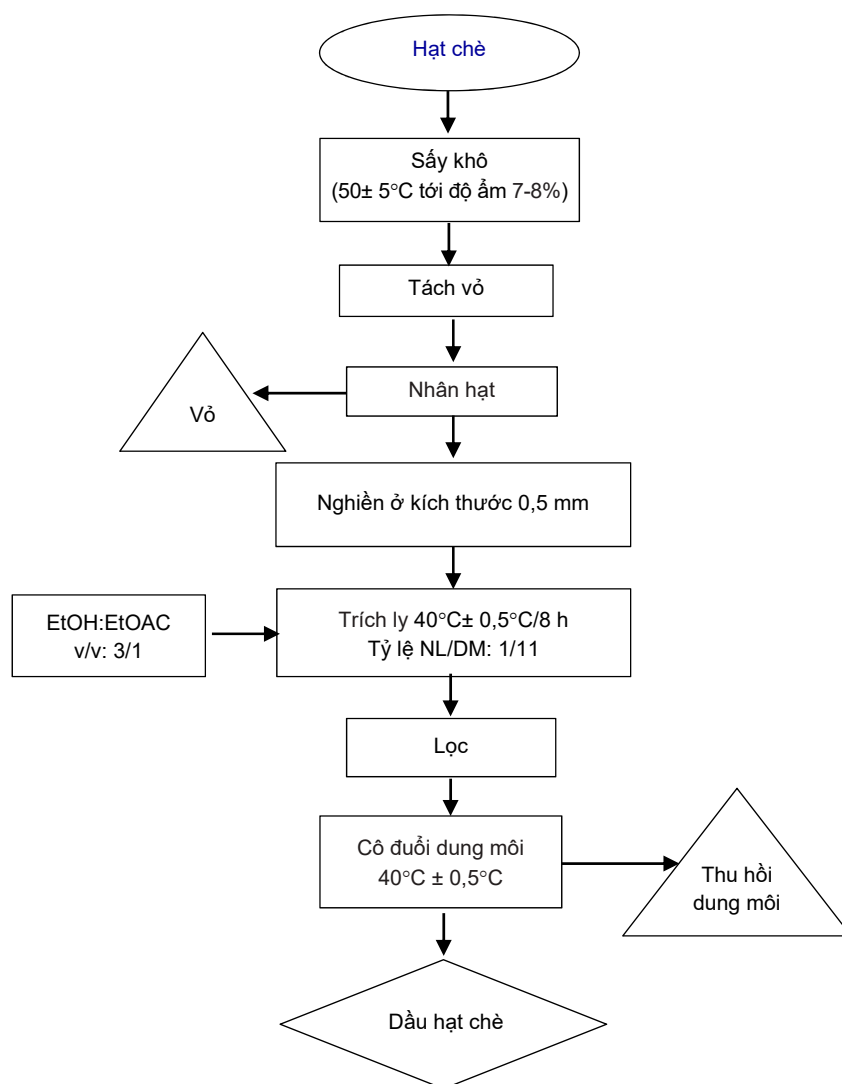 Hạt chè
Sấy khô
(50± 5°C tới độ ẩm 7-8%)
Tách vỏ
Nhân hạt
Vỏ
Nghiền ở kích thước 0,5 mm
EtOH:EtOAC
v/v: 3/1
Trích ly 40°C± 0,5°C/8 h
Tỷ lệ NL/DM: 1/11
Lọc
Cô đuổi dung môi
40°C ± 0,5°C
Thu hồi
dung môi
Dầu hạt chè